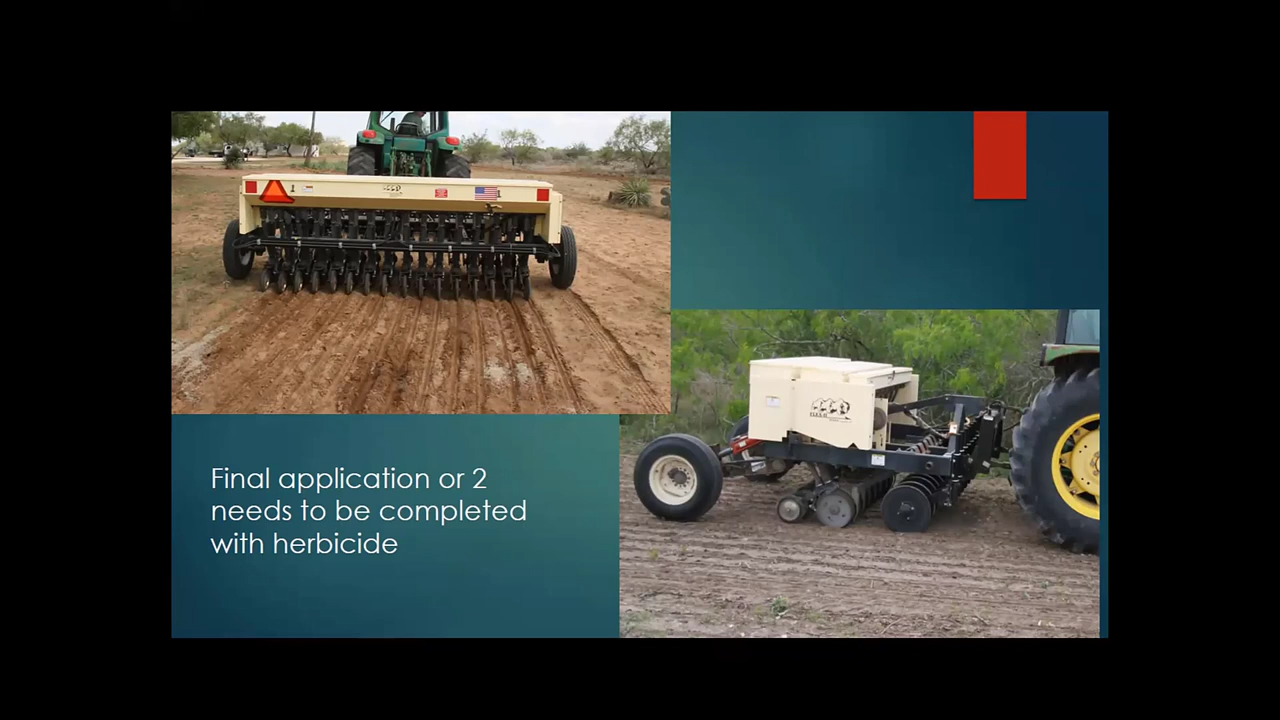 Final application or 2
needs to be completed
with herbicide